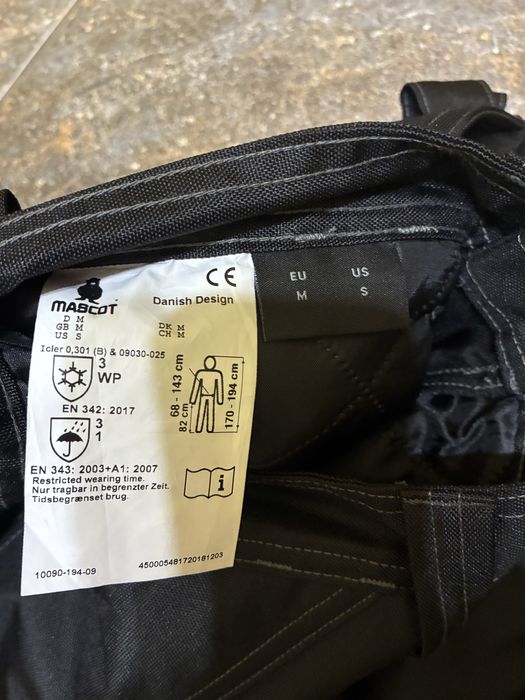 CE
MASCOT®
Danish Design
D M
GB M
US S
DK M
CH M
Icler 0,301 (B) & 09030-025
3
WP
EN 342: 2017
3
1
68 - 143 cm
82 cm
170 - 194 cm
EN 343: 2003+A1: 2007
Restricted wearing time.
Nur tragbar in begrenzter Zeit.
Tidsbegrænset brug.
i
10090-194-09
450005481720181203
EU US
M S